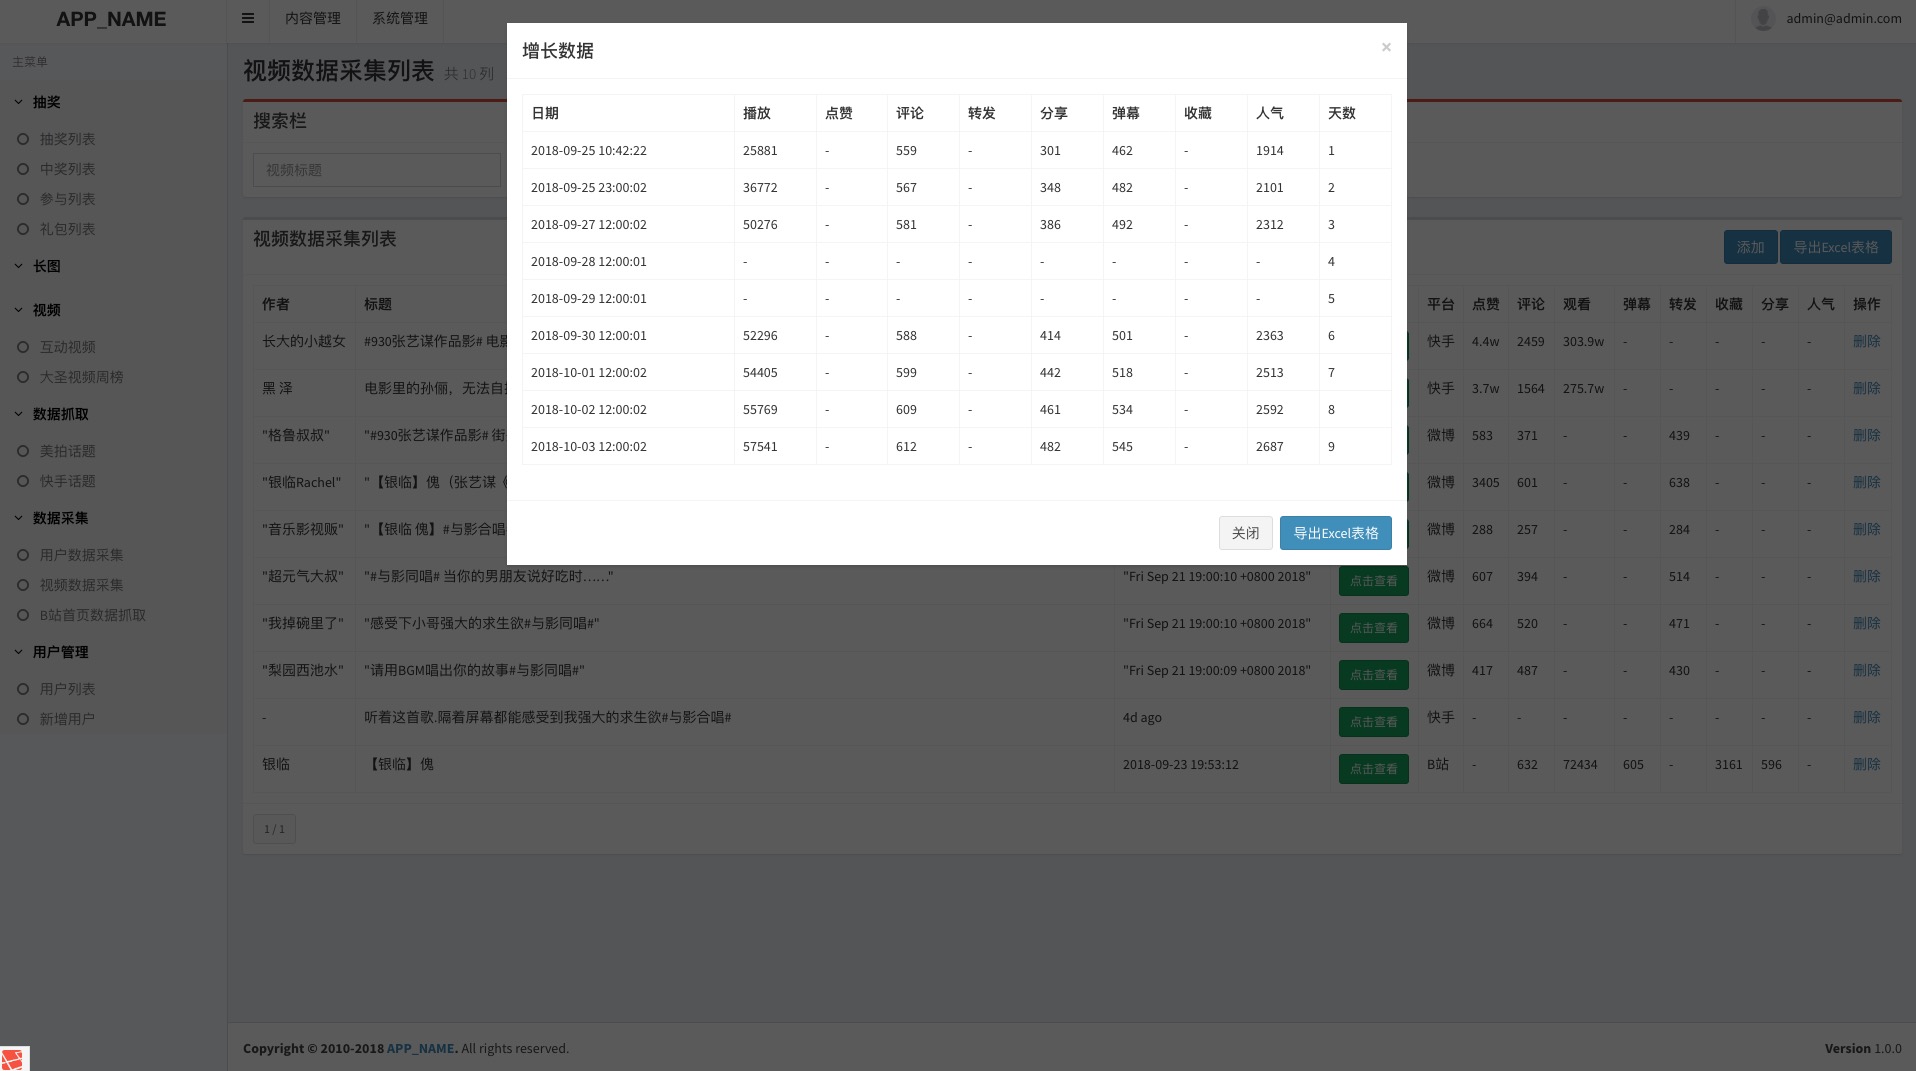 APP_NAME
内容管理
系统管理
admin@admin.com
主菜单
抽奖
抽奖列表
中奖列表
参与列表
礼包列表
长图
视频
互动视频
大圣视频周榜
数据抓取
美拍话题
快手话题
数据采集
用户数据采集
视频数据采集
B站首页数据抓取
用户管理
用户列表
新增用户
视频数据采集列表 共 10 列
搜索栏
视频标题
增长数据 ×
日期 播放 点赞 评论 转发 分享 弹幕 收藏 人气 天数
2018-09-25 10:42:22 25881 - 559 - 301 462 - 1914 1
2018-09-25 23:00:02 36772 - 567 - 348 482 - 2101 2
2018-09-27 12:00:02 50276 - 581 - 386 492 - 2312 3
2018-09-28 12:00:01 - - - - - - - - 4
2018-09-29 12:00:01 - - - - - - - - 5
2018-09-30 12:00:01 52296 - 588 - 414 501 - 2363 6
2018-10-01 12:00:02 54405 - 599 - 442 518 - 2513 7
2018-10-02 12:00:02 55769 - 609 - 461 534 - 2592 8
2018-10-03 12:00:02 57541 - 612 - 482 545 - 2687 9
关闭 导出Excel表格
视频数据采集列表 添加 导出Excel表格
作者 标题 平台 点赞 评论 观看 弹幕 转发 收藏 分享 人气 操作
长大的小越女 #930张艺谋作品影# 电 快手 4.4w 2459 303.9w - - - - - 删除
黑 泽 电影里的孙俪，无法自 快手 3.7w 1564 275.7w - - - - - 删除
"格鲁叔叔" "#930张艺谋作品影# 街 微博 583 371 - - 439 - - - 删除
"银临Rachel" "【银临】傀（张艺谋 微博 3405 601 - - 638 - - - 删除
"音乐影视贩" "【银临 傀】#与影合唱 微博 288 257 - - 284 - - - 删除
"超元气大叔" "#与影同唱# 当你的男朋友说好吃时……" "Fri Sep 21 19:00:10 +0800 2018" 点击查看 微博 607 394 - - 514 - - - 删除
"我掉碗里了" "感受下小哥强大的求生欲#与影同唱#" "Fri Sep 21 19:00:10 +0800 2018" 点击查看 微博 664 520 - - 471 - - - 删除
"梨园西池水" "请用BGM唱出你的故事#与影同唱#" "Fri Sep 21 19:00:09 +0800 2018" 点击查看 微博 417 487 - - 430 - - - 删除
- 听着这首歌.隔着屏幕都能感受到我强大的求生欲#与影合唱# 4d ago 点击查看 快手 - - - - - - - - 删除
银临 【银临】傀 2018-09-23 19:53:12 点击查看 B站 - 632 72434 605 - 3161 596 - 删除
1 / 1
Copyright © 2010-2018 APP_NAME. All rights reserved.
Version 1.0.0